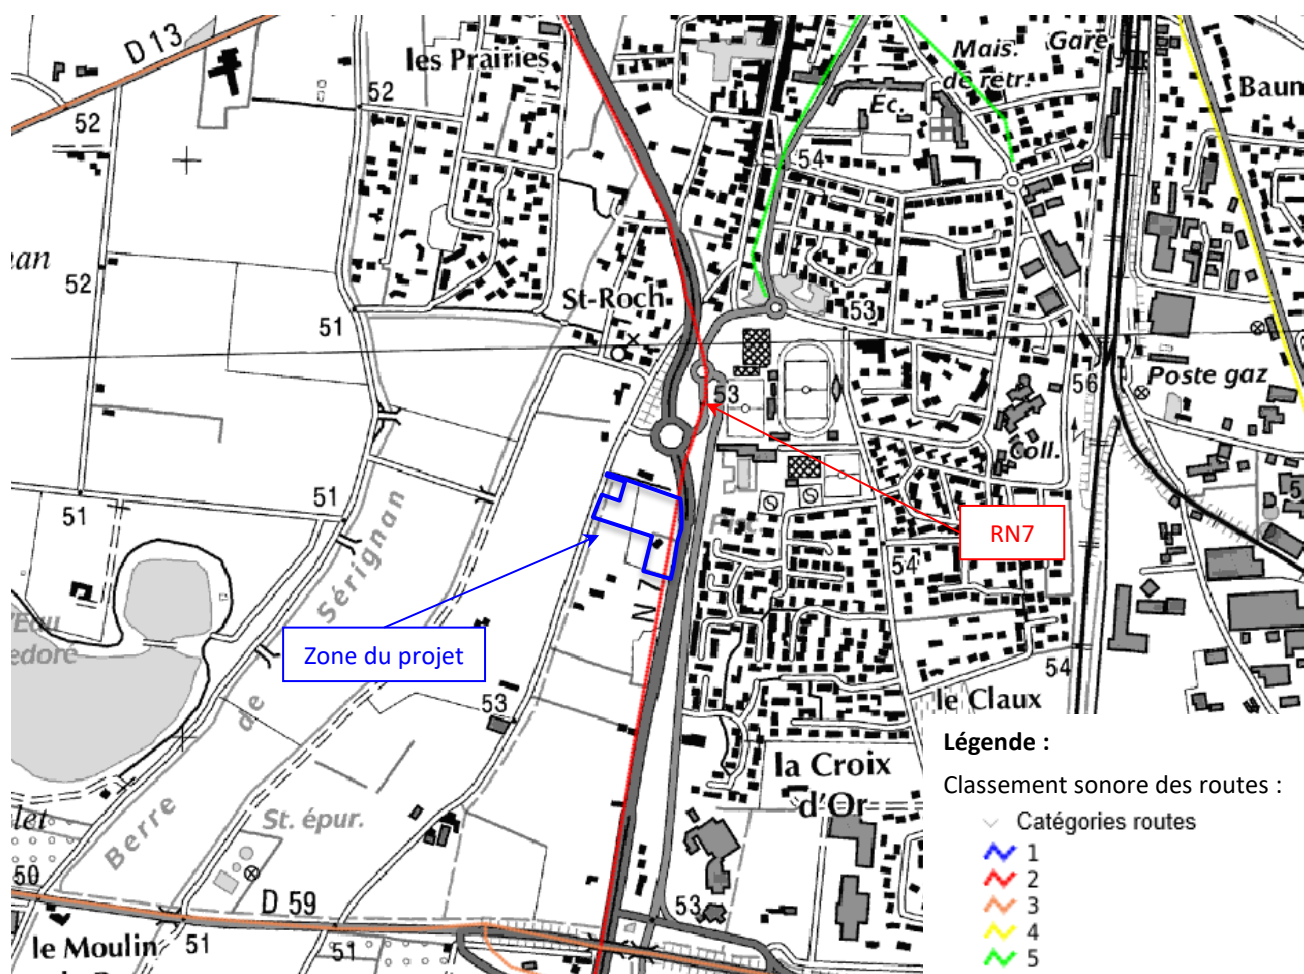 D 13
les Prairies
Mais.
de retr.
Gare
Baum
Éc.
52
52
54
52
51
St-Roch
53
53
56
Poste gaz
Coll.
51
51
5
RN7
54
Sérignan
de
Berre
N 7
Zone du projet
54
53
le Claux
la Croix
d'Or
St. épur.
50
D 59
51
51
53
le Moulin
Légende :
Classement sonore des routes :
Catégories routes
1
2
3
4
5